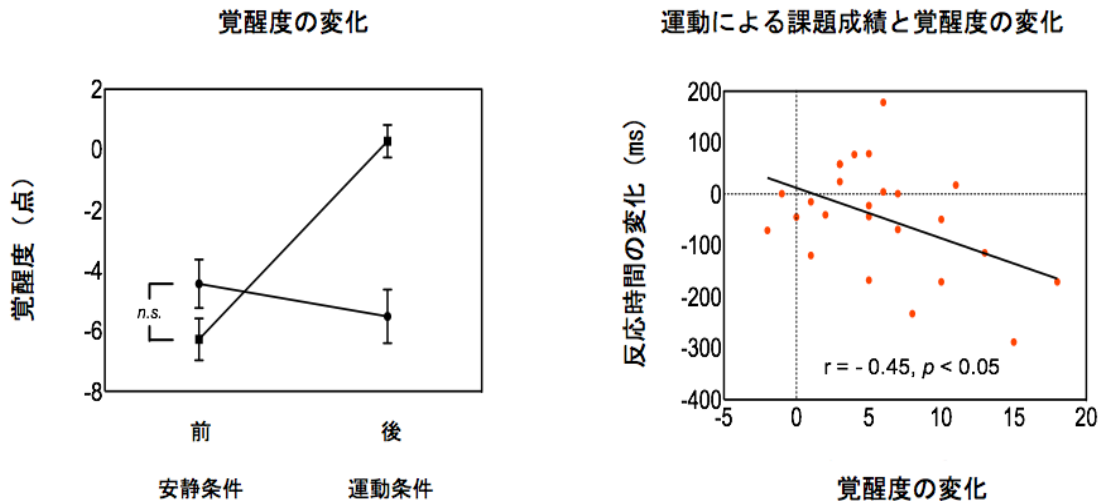 覚醒度の変化
覚醒度（点）
2
0
-2
-4
-6
-8
n.s.
前 後
安静条件 運動条件
運動による課題成績と覚醒度の変化
反応時間の変化（ms）
200
100
0
-100
-200
-300
-400
r = - 0.45, p < 0.05
-5 0 5 10 15 20
覚醒度の変化